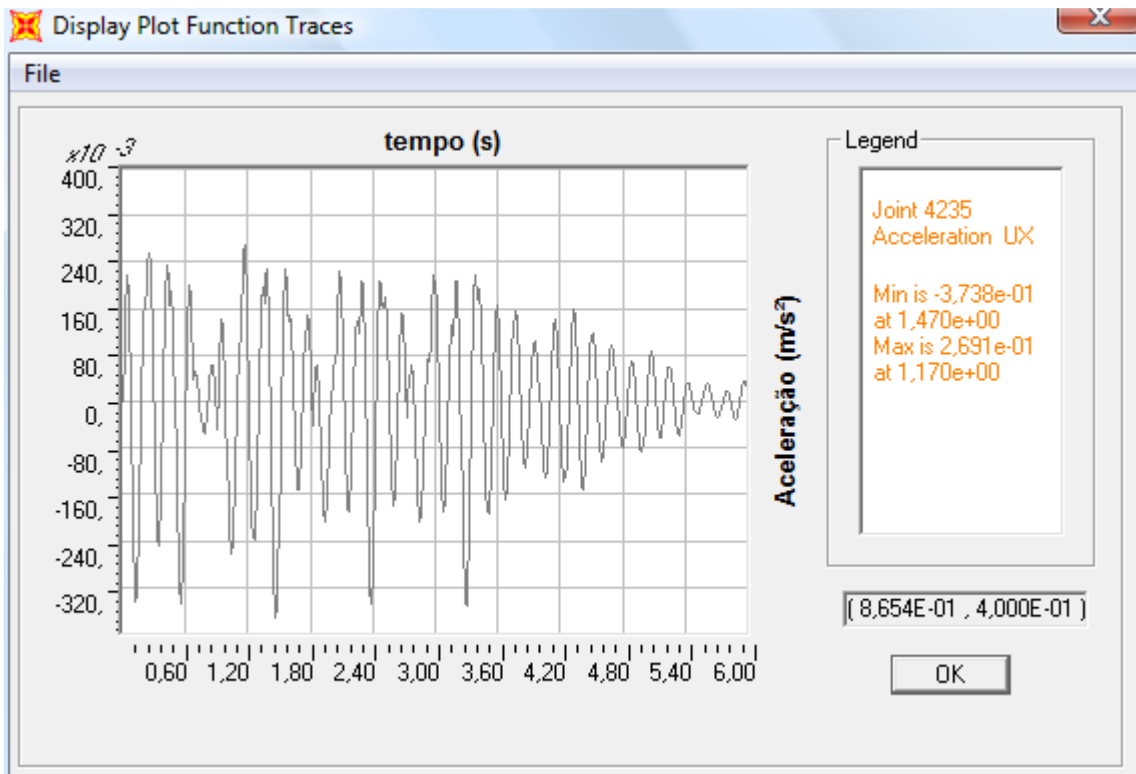 Display Plot Function Traces
X
File
tempo (s)
x10 -3
400,
320,
240,
160,
80,
0,
-80,
-160,
-240,
-320,
0,60 1,20 1,80 2,40 3,00 3,60 4,20 4,80 5,40 6,00
Aceleração (m/s²)
Legend
Joint 4235
Acceleration UX
Min is -3,738e-01
at 1,470e+00
Max is 2,691e-01
at 1,170e+00
( 8,654E-01 , 4,000E-01 )
OK